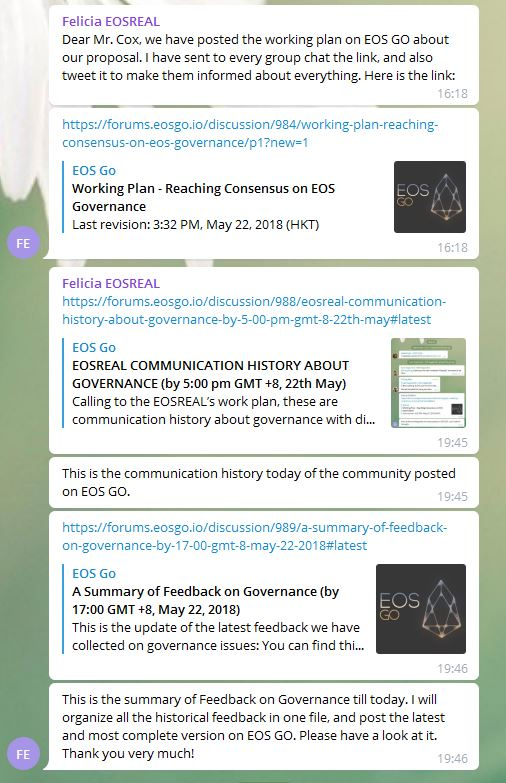 Felicia EOSREAL
Dear Mr. Cox, we have posted the working plan on EOS GO about
our proposal. I have sent to every group chat the link, and also
tweet it to make them informed about everything. Here is the link:
16:18
https://forums.eosgo.io/discussion/984/working-plan-reaching-
consensus-on-eos-governance/p1?new=1
EOS Go
Working Plan - Reaching Consensus on EOS
Governance
Last revision: 3:32 PM, May 22, 2018 (HKT)
EOS
GO
16:18
FE
Felicia EOSREAL
https://forums.eosgo.io/discussion/988/eosreal-communication-
history-about-governance-by-5-00-pm-gmt-8-22th-may#latest
EOS Go
EOSREAL COMMUNICATION HISTORY ABOUT
GOVERNANCE (by 5:00 pm GMT +8, 22th May)
Calling to the EOSREAL's work plan, these are
communication history about governance with di...
19:45
This is the communication history today of the community posted
on EOS GO.
19:45
https://forums.eosgo.io/discussion/989/a-summary-of-feedback-
on-governance-by-17-00-gmt-8-may-22-2018#latest
EOS Go
A Summary of Feedback on Governance (by
17:00 GMT +8, May 22, 2018)
This is the update of the latest feedback we have
collected on governance issues: You can find thi...
EOS
GO
19:46
This is the summary of Feedback on Governance till today. I will
organize all the historical feedback in one file, and post the latest
and most complete version on EOS GO. Please have a look at it.
Thank you very much!
19:46
FE